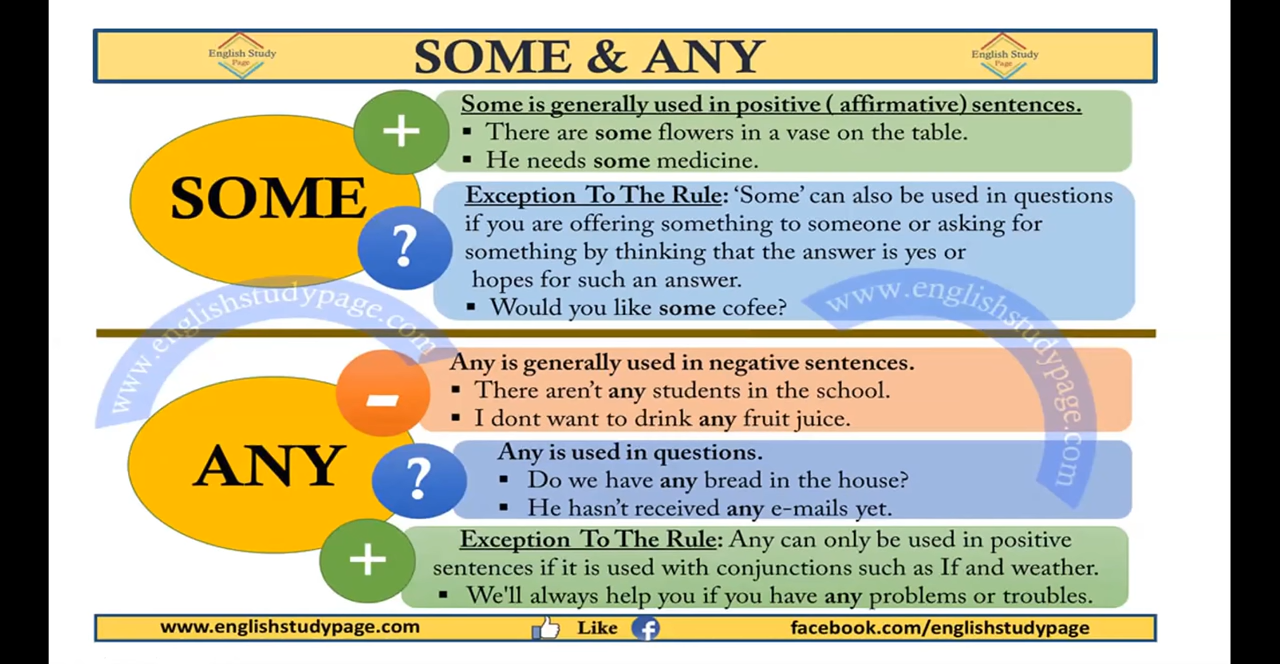 English Study
Page
SOME & ANY
English Study
Page
SOME
+
Some is generally used in positive ( affirmative) sentences.
▪ There are some flowers in a vase on the table.
▪ He needs some medicine.
?
Exception To The Rule: ‘Some’ can also be used in questions
if you are offering something to someone or asking for
something by thinking that the answer is yes or
hopes for such an answer.
▪ Would you like some cofee?
www.englishstudypage.com
www.englishstudypage.com
ANY
-
Any is generally used in negative sentences.
▪ There aren’t any students in the school.
▪ I dont want to drink any fruit juice.
?
Any is used in questions.
▪ Do we have any bread in the house?
▪ He hasn’t received any e-mails yet.
+
Exception To The Rule: Any can only be used in positive
sentences if it is used with conjunctions such as If and weather.
▪ We'll always help you if you have any problems or troubles.
www.englishstudypage.com Like f facebook.com/englishstudypage